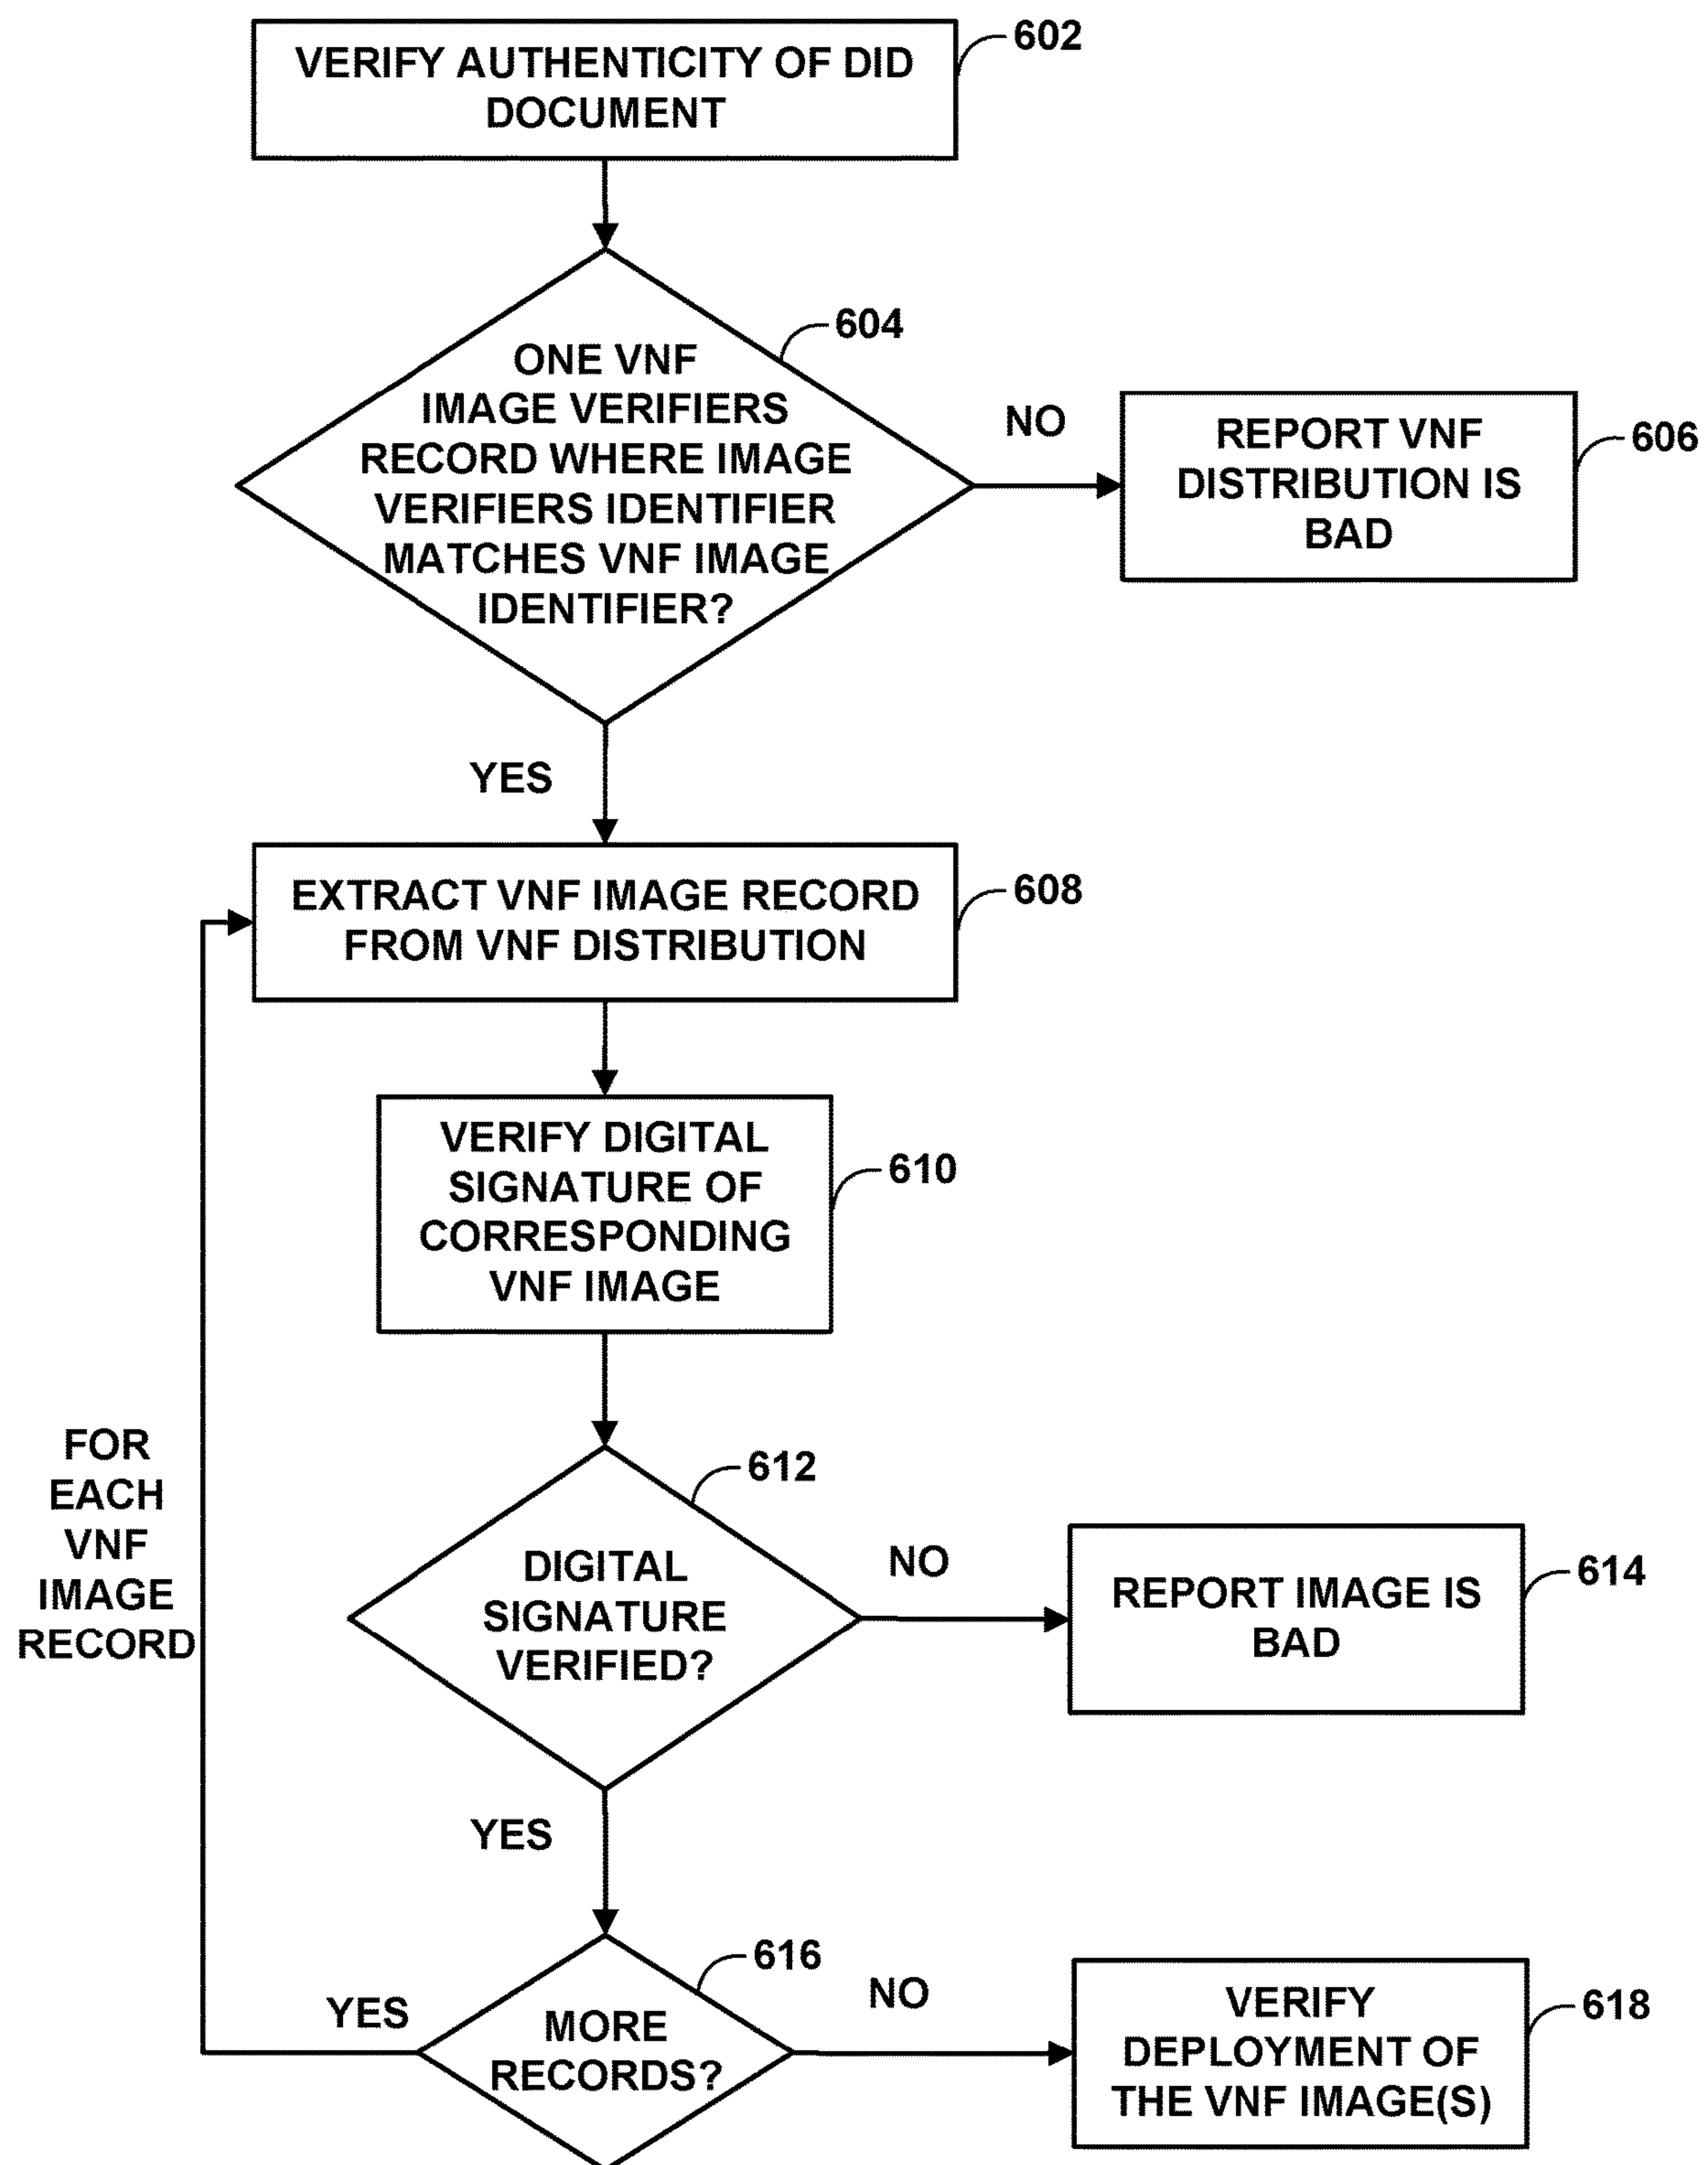 VERIFY AUTHENTICITY OF DID
DOCUMENT
602
604
ONE VNF
IMAGE VERIFIERS
RECORD WHERE IMAGE
VERIFIERS IDENTIFIER
MATCHES VNF IMAGE
IDENTIFIER?
NO
REPORT VNF
DISTRIBUTION IS
BAD
606
YES
EXTRACT VNF IMAGE RECORD
FROM VNF DISTRIBUTION
608
VERIFY DIGITAL
SIGNATURE OF
CORRESPONDING
VNF IMAGE
610
FOR
EACH
VNF
IMAGE
RECORD
612
DIGITAL
SIGNATURE
VERIFIED?
NO
REPORT IMAGE IS
BAD
614
YES
616
YES
MORE
RECORDS?
NO
VERIFY
DEPLOYMENT OF
THE VNF IMAGE(S)
618